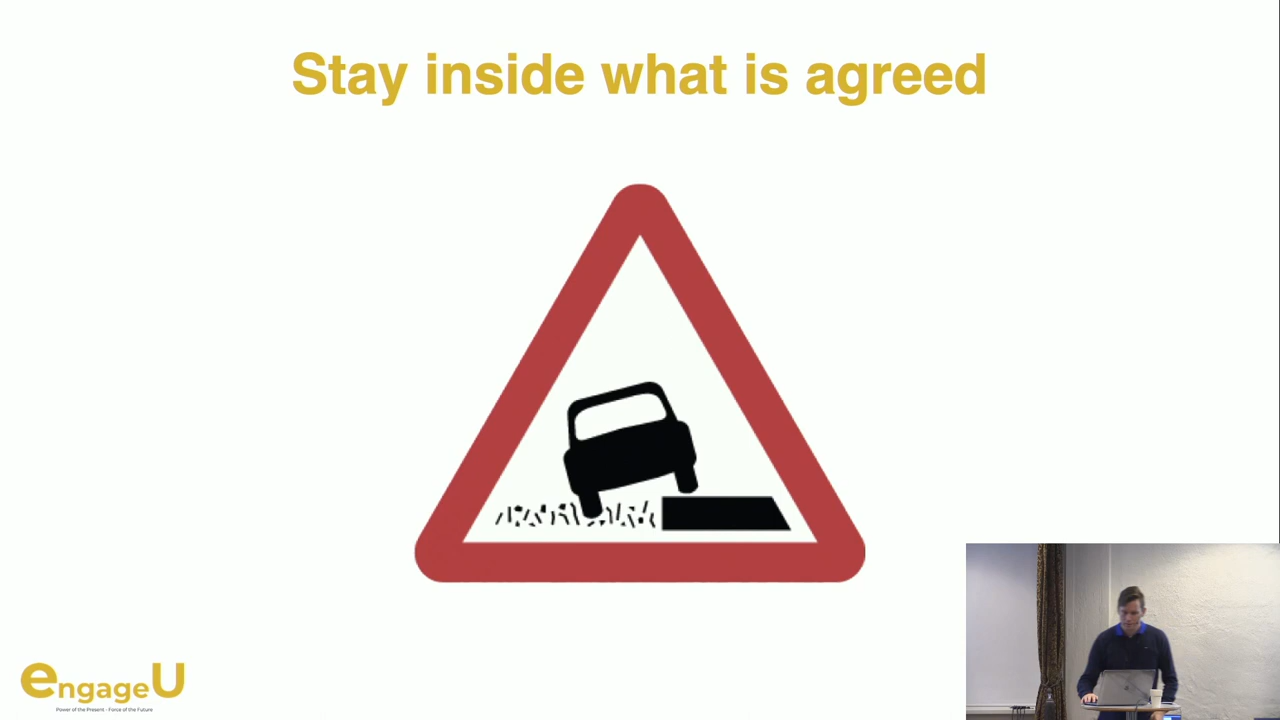 Stay inside what is agreed
engageU
Power of the Present - Force of the Future